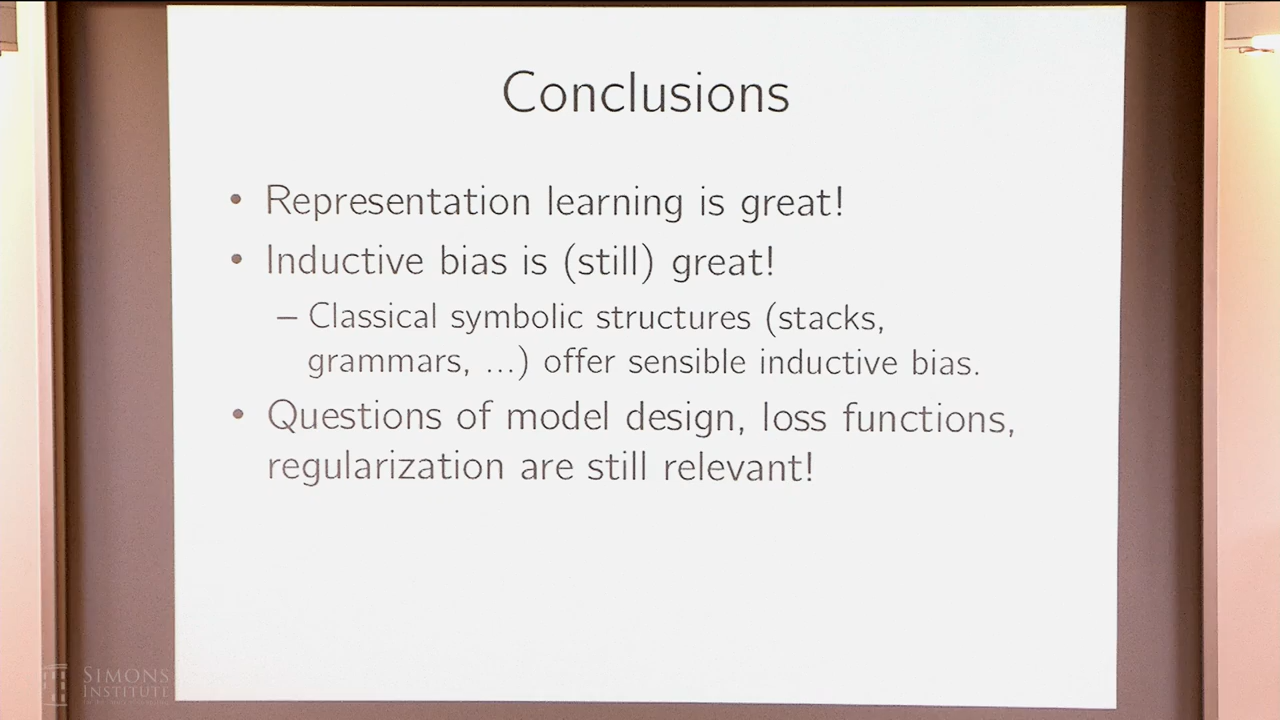 Conclusions
• Representation learning is great!
• Inductive bias is (still) great!
– Classical symbolic structures (stacks,
grammars, ...) offer sensible inductive bias.
• Questions of model design, loss functions,
regularization are still relevant!
SIMONS
INSTITUTE